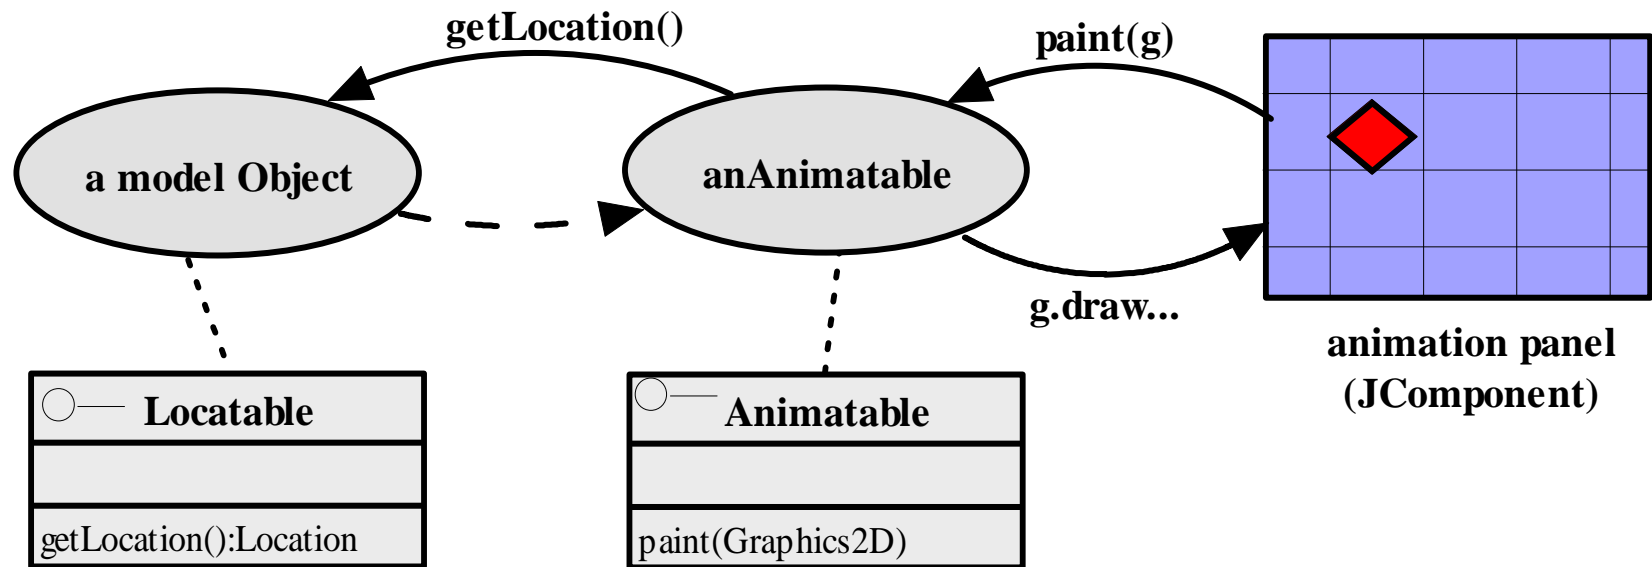 getLocation()
paint(g)
a model Object
anAnimatable
g.draw...
animation panel
(JComponent)
Locatable
getLocation():Location
Animatable
paint(Graphics2D)